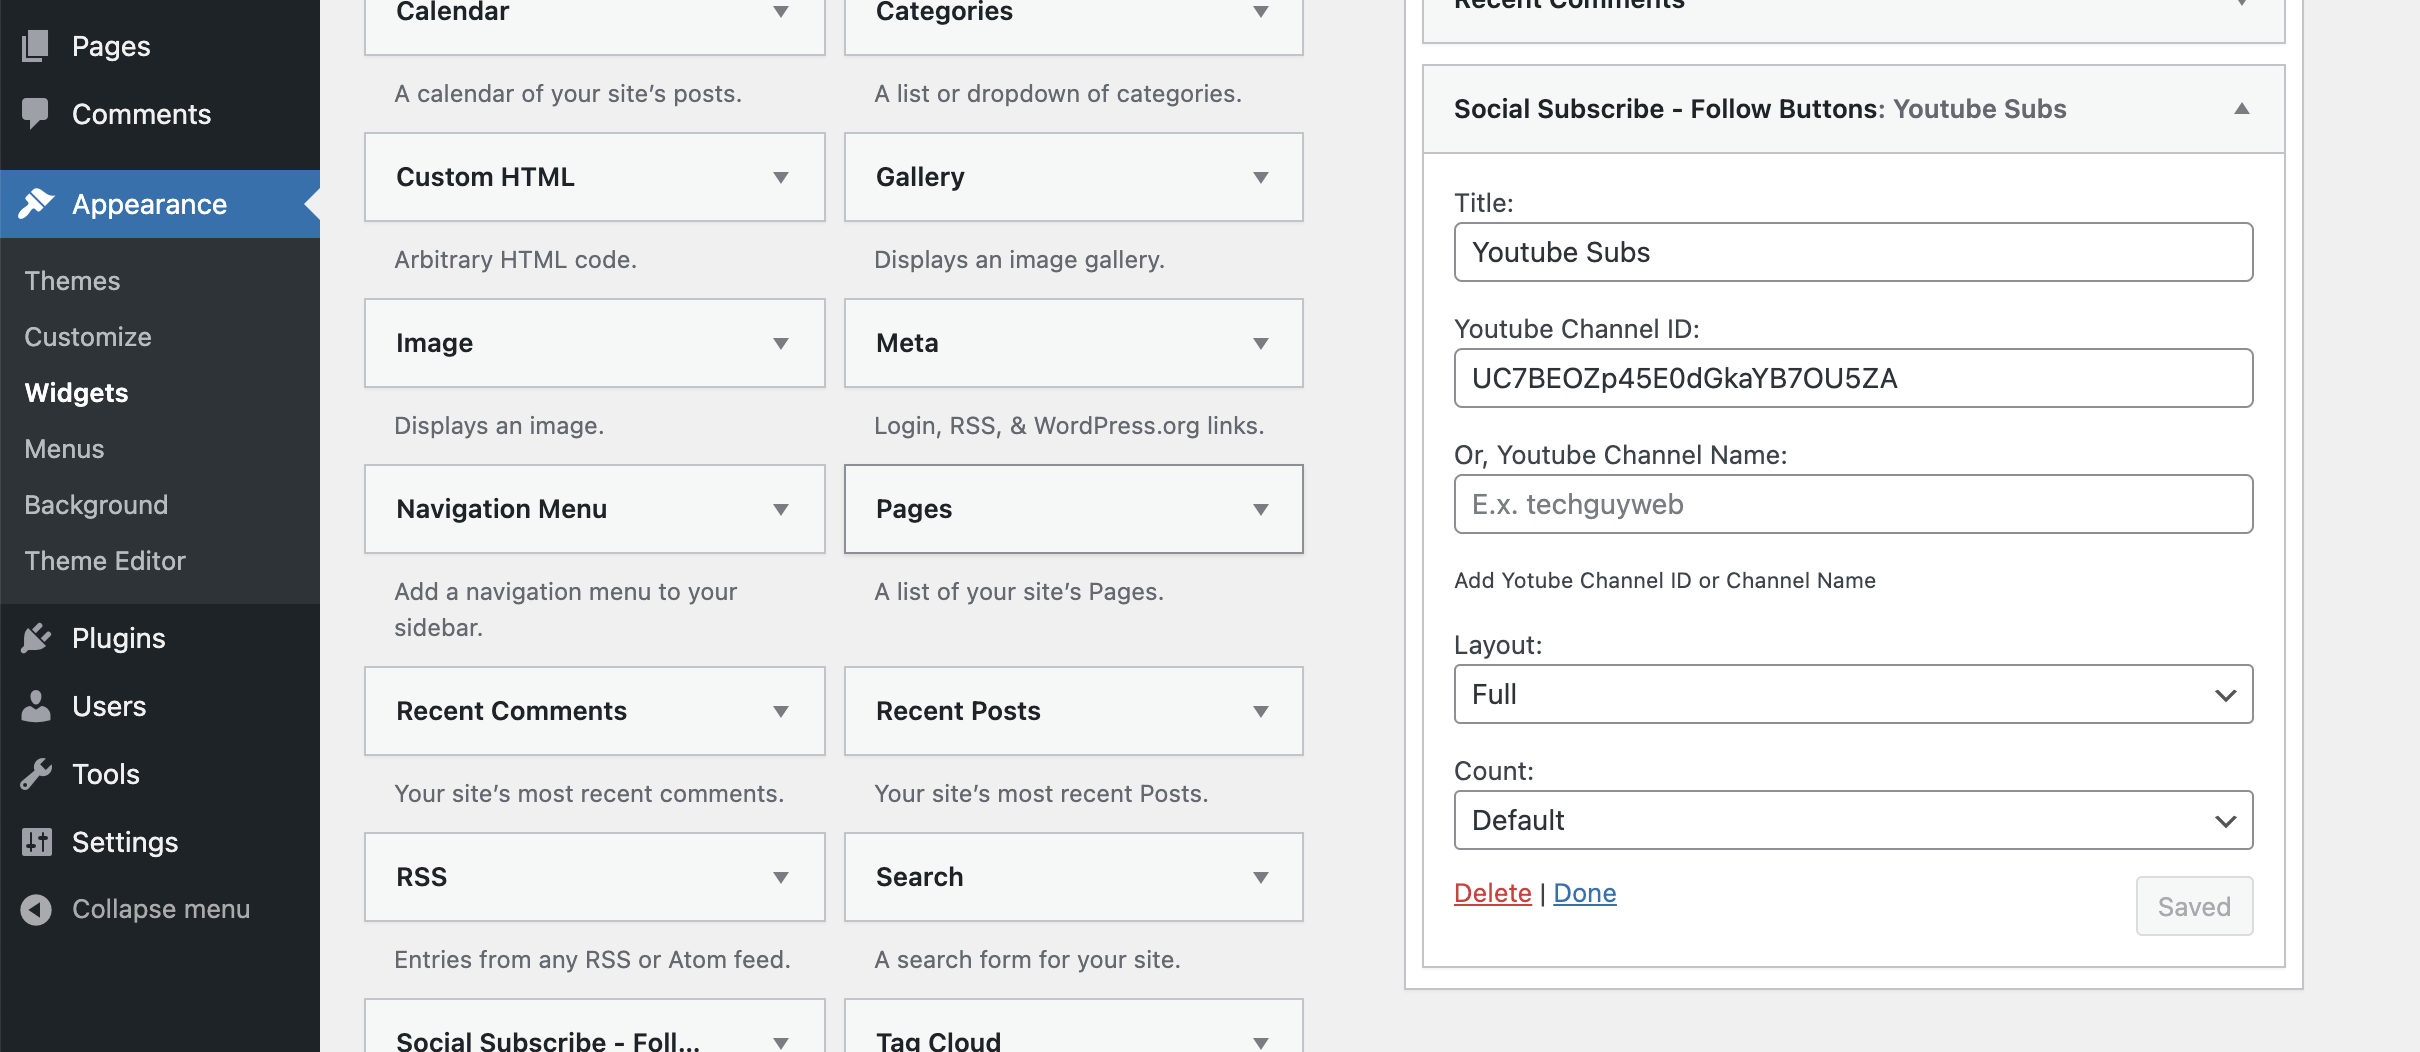 Pages
Comments
Appearance
Themes
Customize
Widgets
Menus
Background
Theme Editor
Plugins
Users
Tools
Settings
Collapse menu
Calendar
A calendar of your site’s posts.
Categories
A list or dropdown of categories.
Custom HTML
Arbitrary HTML code.
Gallery
Displays an image gallery.
Image
Displays an image.
Meta
Login, RSS, & WordPress.org links.
Navigation Menu
Add a navigation menu to your
sidebar.
Pages
A list of your site’s Pages.
Recent Comments
Your site’s most recent comments.
Recent Posts
Your site’s most recent Posts.
RSS
Entries from any RSS or Atom feed.
Search
A search form for your site.
Social Subscribe - Foll...
Tag Cloud
Recent Comments
Social Subscribe - Follow Buttons: Youtube Subs
Title:
Youtube Subs
Youtube Channel ID:
UC7BEOZp45E0dGkaYB7OU5ZA
Or, Youtube Channel Name:
E.x. techguyweb
Add Yotube Channel ID or Channel Name
Layout:
Full
Count:
Default
Delete | Done
Saved